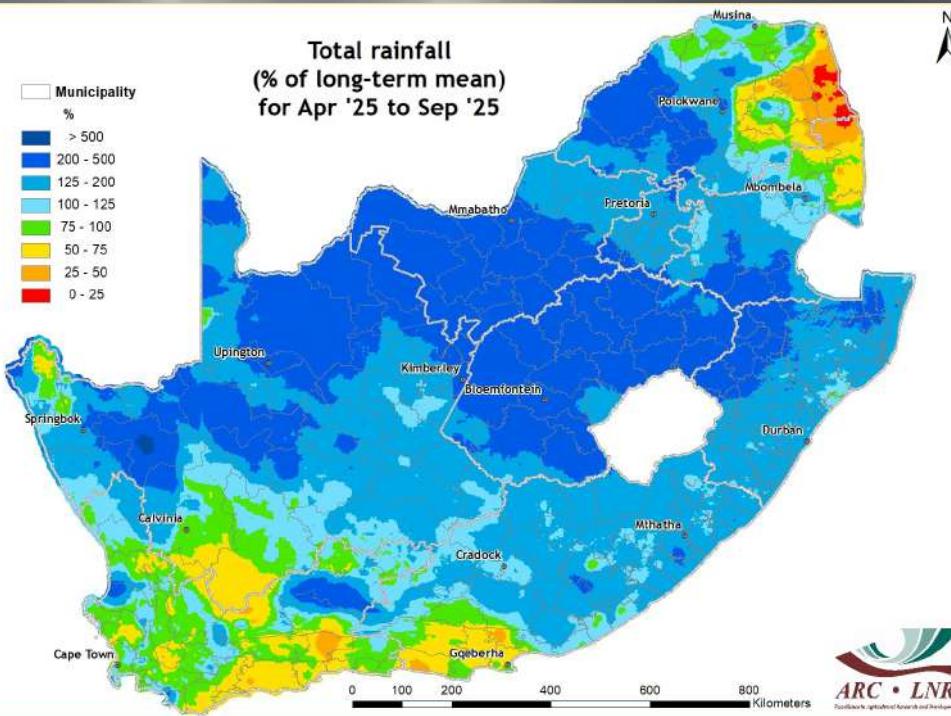 Total rainfall
(% of long-term mean)
for Apr '25 to Sep '25
N
Municipality
%
> 500
200 - 500
125 - 200
100 - 125
75 - 100
50 - 75
25 - 50
0 - 25
Musina
Polokwane
Mbombela
Pretoria
Mmabatho
Upington
Kimberley
Bloemfontein
Springbok
Durban
Calvinia
Mthatha
Cradock
Cape Town
Gqeberha
0 100 200 400 600 800
Kilometers
ARC • LNR